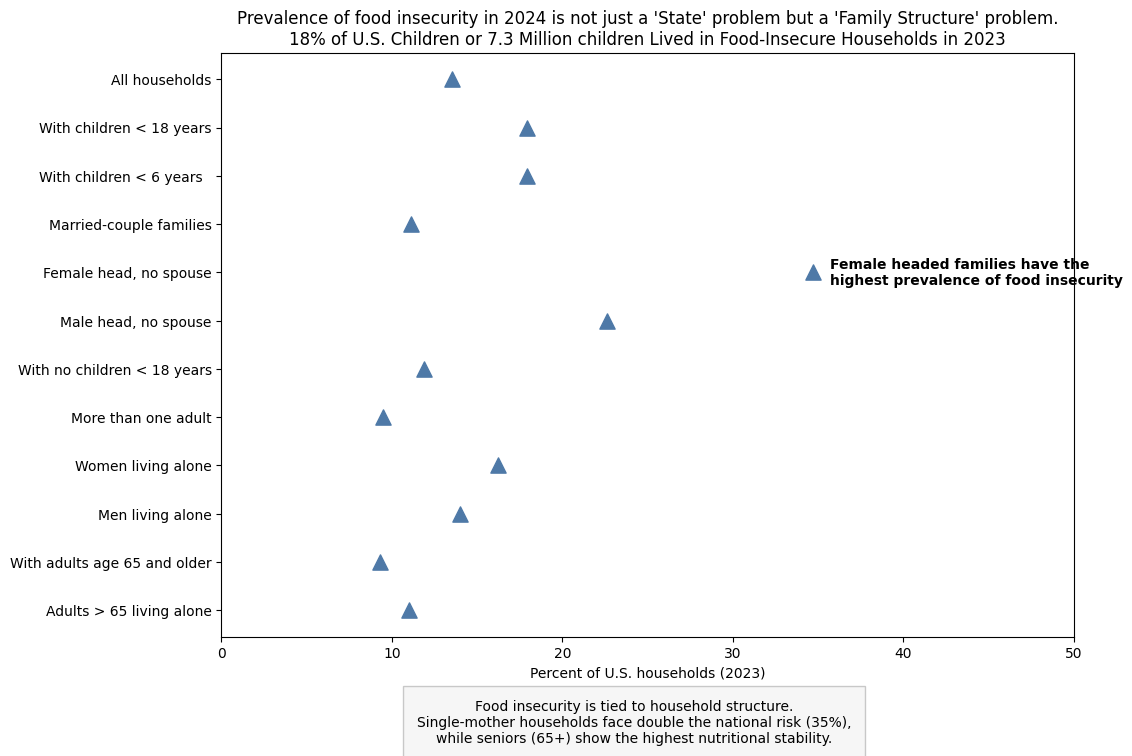 Prevalence of food insecurity in 2024 is not just a 'State' problem but a 'Family Structure' problem.
18% of U.S. Children or 7.3 Million children Lived in Food-Insecure Households in 2023
All households
With children < 18 years
With children < 6 years
Married-couple families
Female head, no spouse
Female headed families have the
highest prevalence of food insecurity
Male head, no spouse
With no children < 18 years
More than one adult
Women living alone
Men living alone
With adults age 65 and older
Adults > 65 living alone
0 10 20 30 40 50
Percent of U.S. households (2023)
Food insecurity is tied to household structure.
Single-mother households face double the national risk (35%),
while seniors (65+) show the highest nutritional stability.